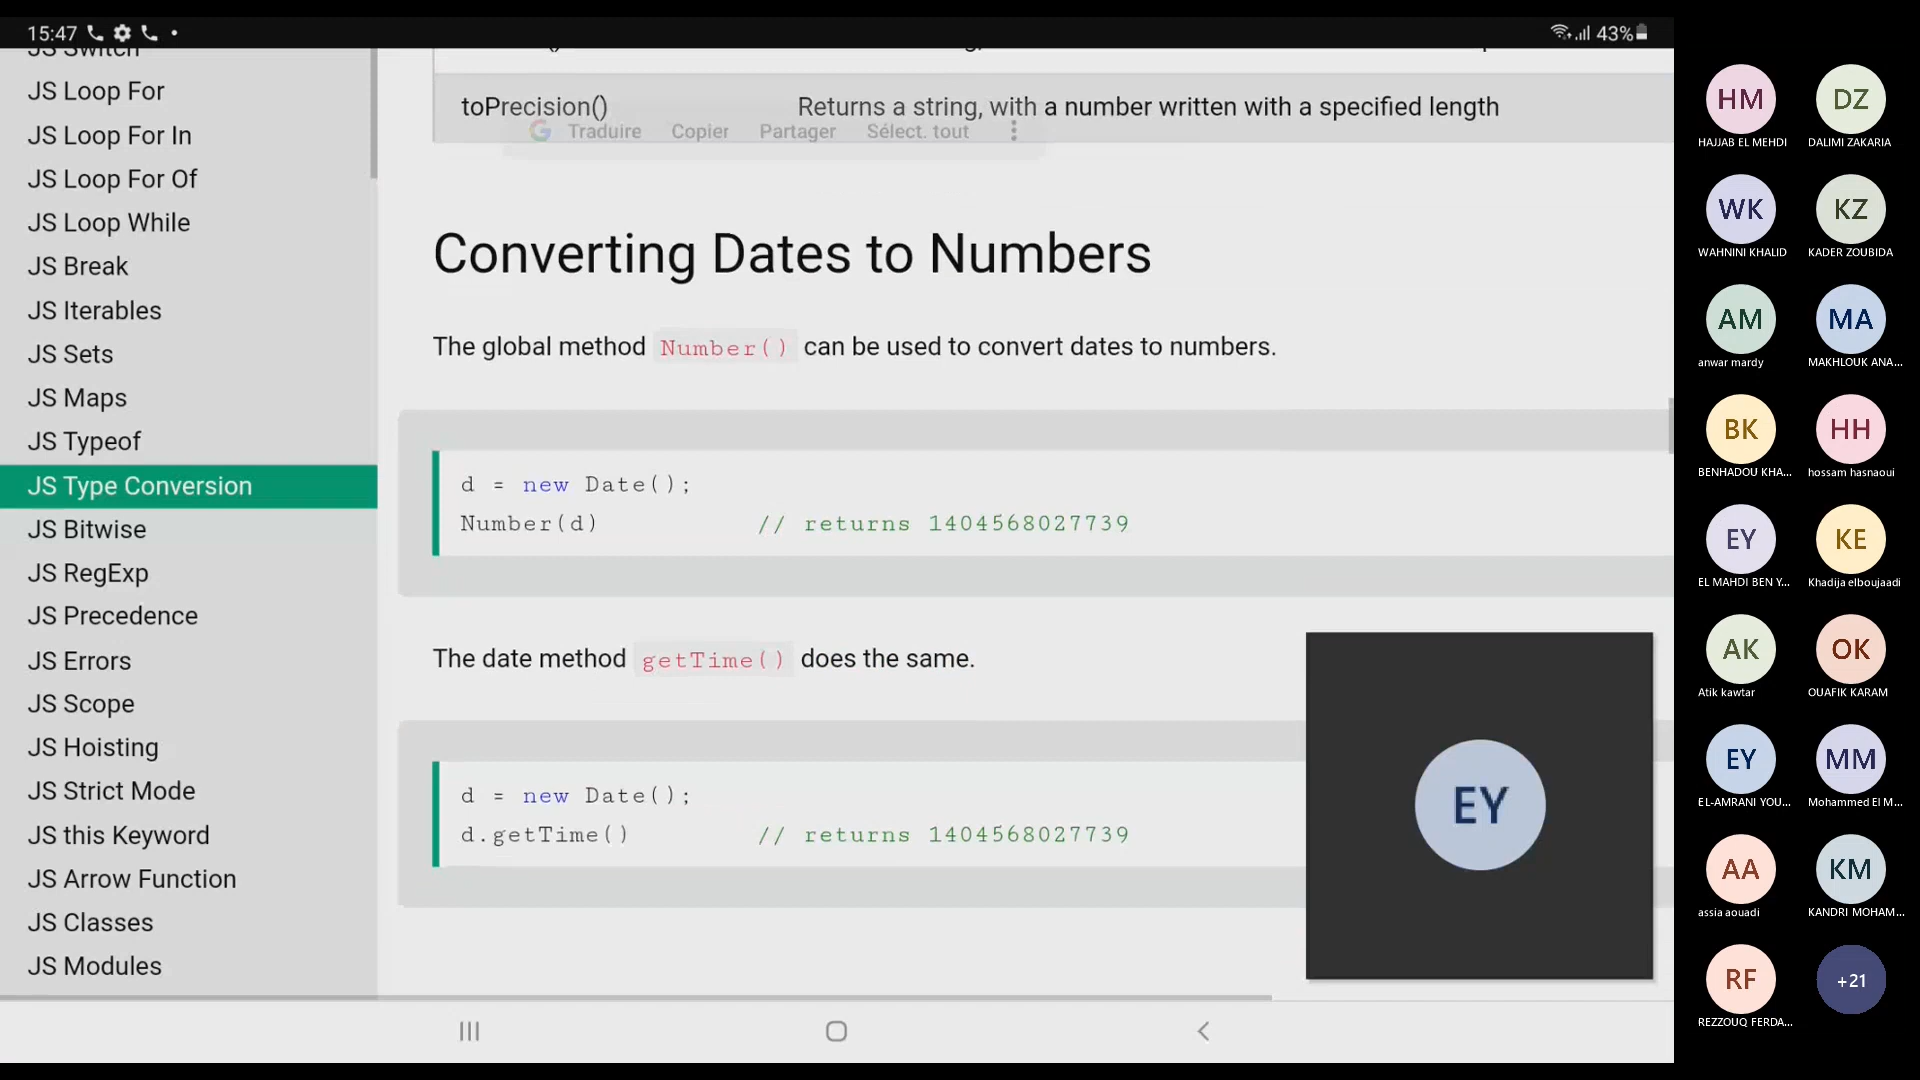 15:47
43%
JS Switch
JS Loop For
JS Loop For In
JS Loop For Of
JS Loop While
JS Break
JS Iterables
JS Sets
JS Maps
JS Typeof
JS Type Conversion
JS Bitwise
JS RegExp
JS Precedence
JS Errors
JS Scope
JS Hoisting
JS Strict Mode
JS this Keyword
JS Arrow Function
JS Classes
JS Modules
toPrecision() Returns a string, with a number written with a specified length
G Traduire Copier Partager Sélect. tout
Converting Dates to Numbers
The global method Number() can be used to convert dates to numbers.
d = new Date();
Number(d) // returns 1404568027739
The date method getTime() does the same.
d = new Date();
d.getTime() // returns 1404568027739
EY
HM DZ
HAJJAB EL MEHDI DALIMI ZAKARIA
WK KZ
WAHNINI KHALID KADER ZOUBIDA
AM MA
anwar mardy MAKHLOUK ANA...
BK HH
BENHADOU KHA... hossam hasnaoui
EY KE
EL MAHDI BEN Y... Khadija elboujaadi
AK OK
Atik kawtar OUAFIK KARAM
EY MM
EL-AMRANI YOU... Mohammed El M...
AA KM
assia aouadi KANDRI MOHAM...
RF +21
REZZOUQ FERDA...